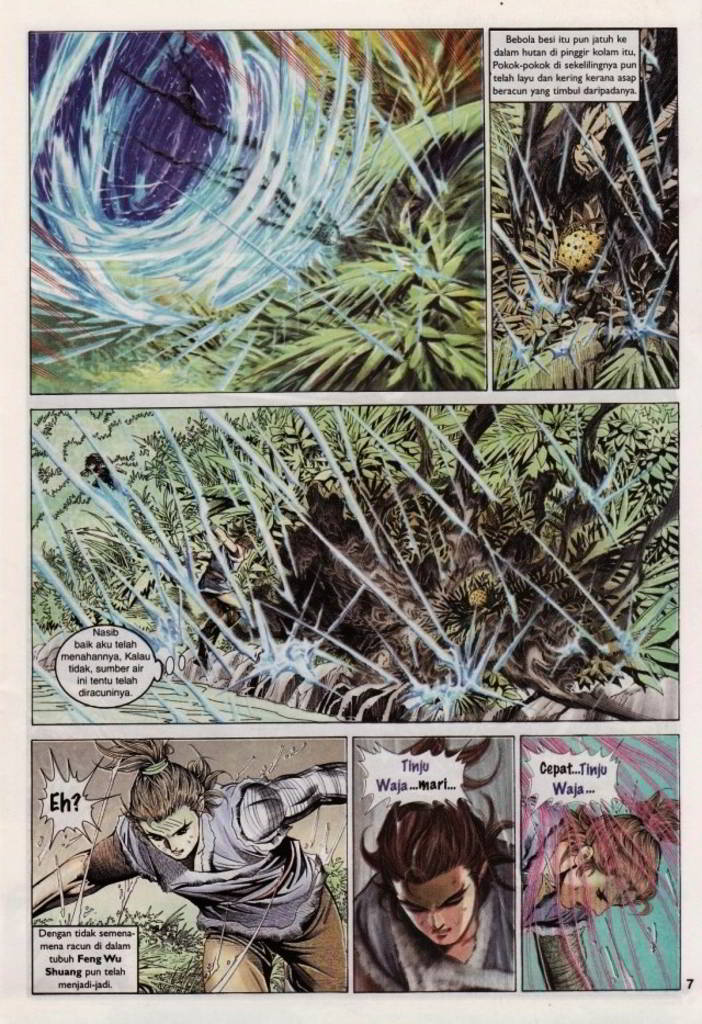 Bebola besi itu pun jatuh ke
dalam hutan di pinggir kolam itu,
Pokok-pokok di sekelilingnya pun
telah layu dan kering kerana asap
beracun yang timbul daripadanya.
Nasib
baik aku telah
menahannya, Kalau
tidak, sumber air
ini tentu telah
diracuninya.
Eh?
Dengan tidak semena-
mena racun di dalam
tubuh Feng Wu
Shuang pun telah
menjadi-jadi.
Tinju
Waja...mari...
Cepat...Tinju
Waja...
7